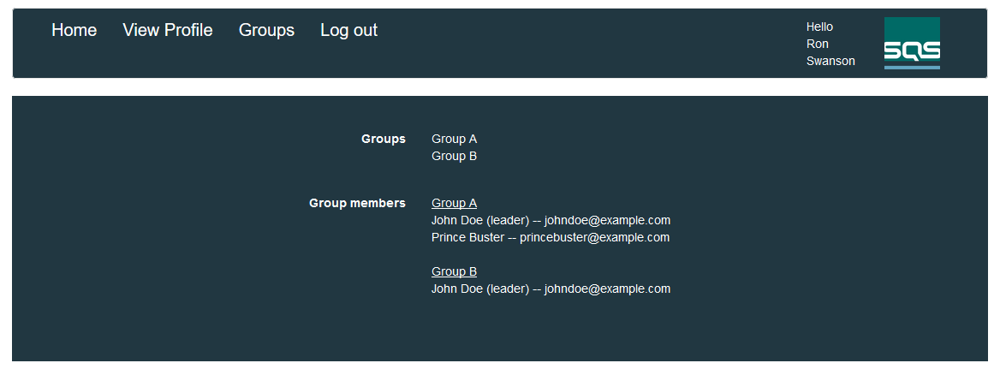 Home View Profile Groups Log out
Hello
Ron
Swanson
SQS
Groups
Group A
Group B
Group members
Group A
John Doe (leader) -- johndoe@example.com
Prince Buster -- princebuster@example.com
Group B
John Doe (leader) -- johndoe@example.com